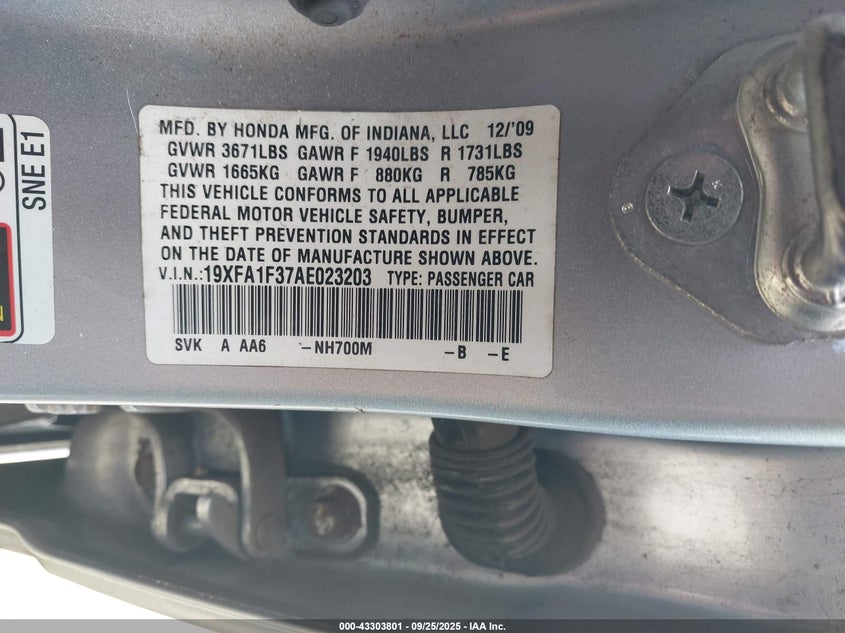 MFD. BY HONDA MFG. OF INDIANA, LLC 12/'09
GVWR 3671LBS GAWR F 1940LBS R 1731LBS
GVWR 1665KG GAWR F 880KG R 785KG
THIS VEHICLE CONFORMS TO ALL APPLICABLE
FEDERAL MOTOR VEHICLE SAFETY, BUMPER,
AND THEFT PREVENTION STANDARDS IN EFFECT
ON THE DATE OF MANUFACTURE SHOWN ABOVE.
V.I.N.:19XFA1F37AE023203 TYPE: PASSENGER CAR
SVK A AA6 -NH700M -B -E
SNE E1
000-43303801 - 09/25/2025 - IAA Inc.